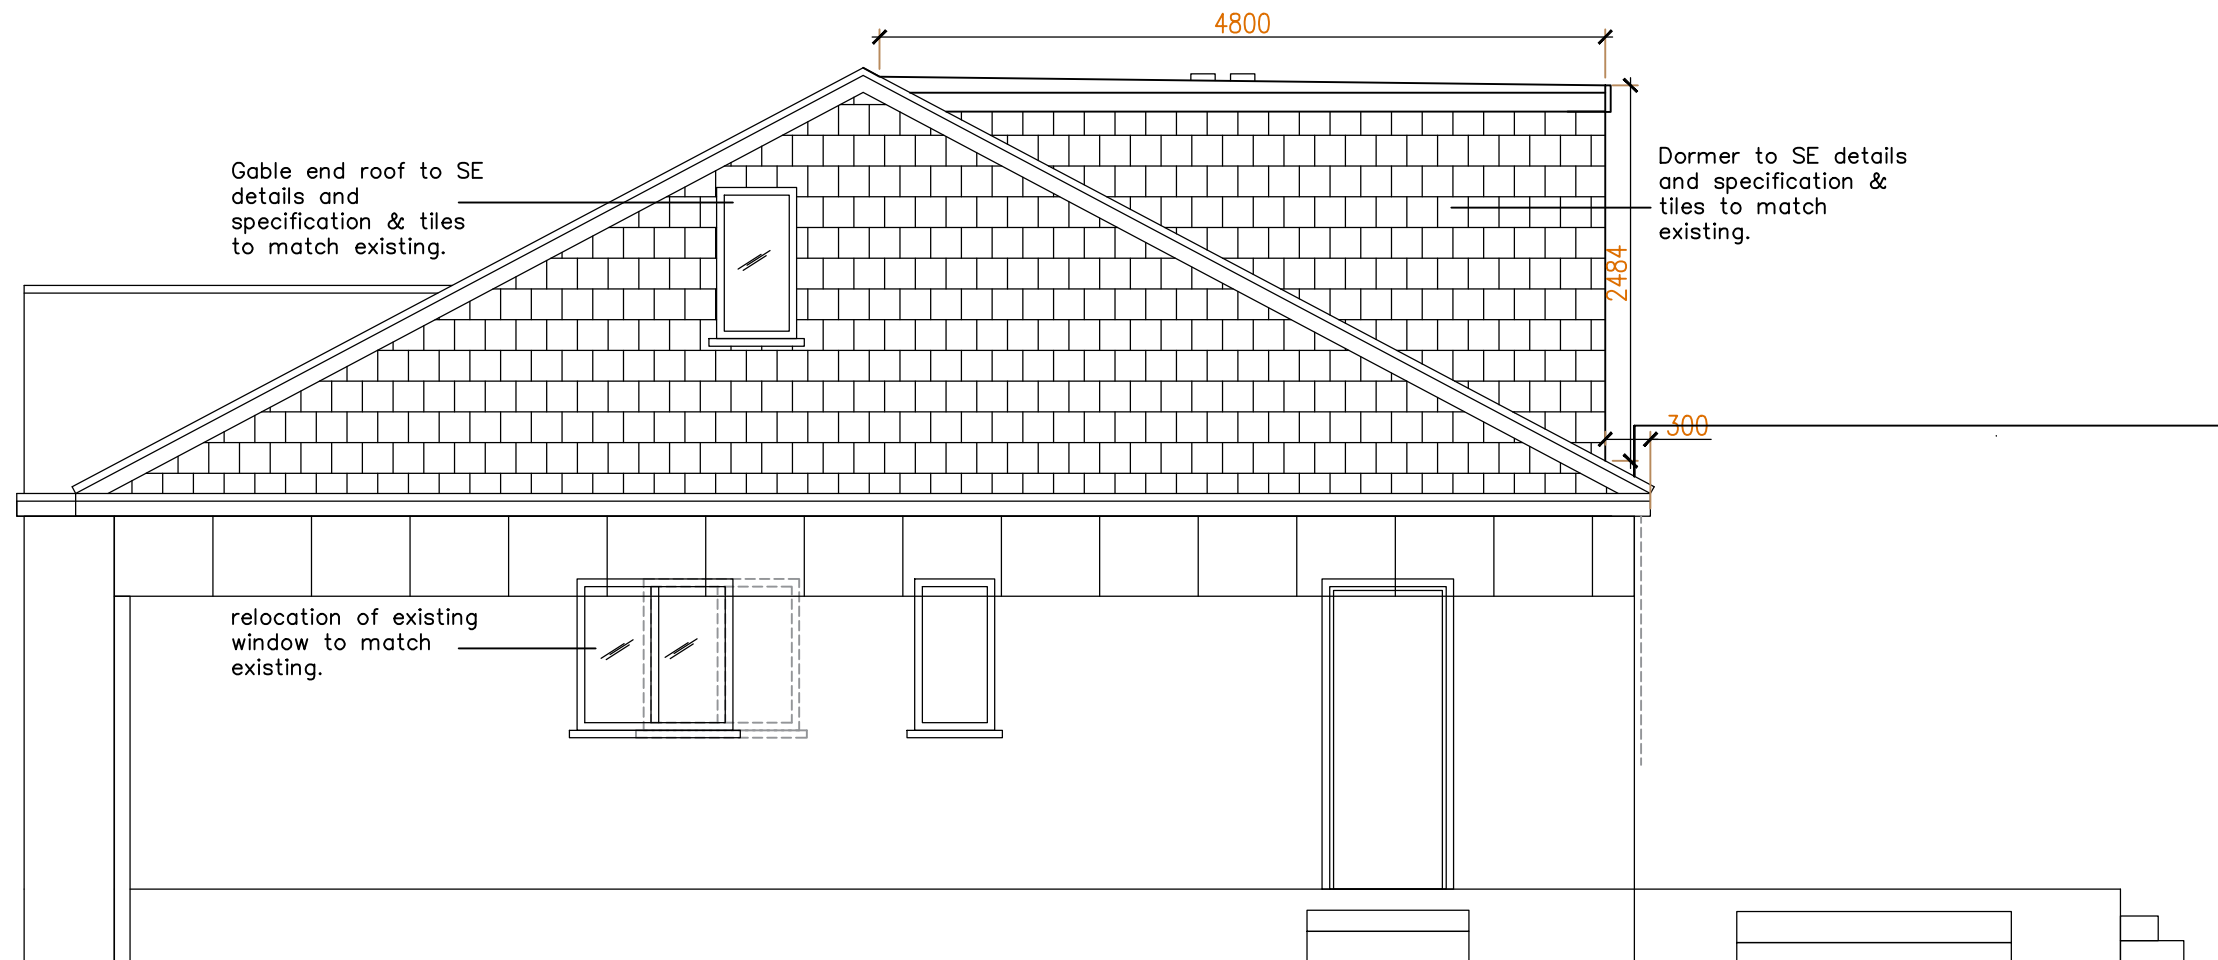 4800
Gable end roof to SE
details and
specification & tiles
to match existing.
Dormer to SE details
and specification &
tiles to match
existing.
2484
300
relocation of existing
window to match
existing.